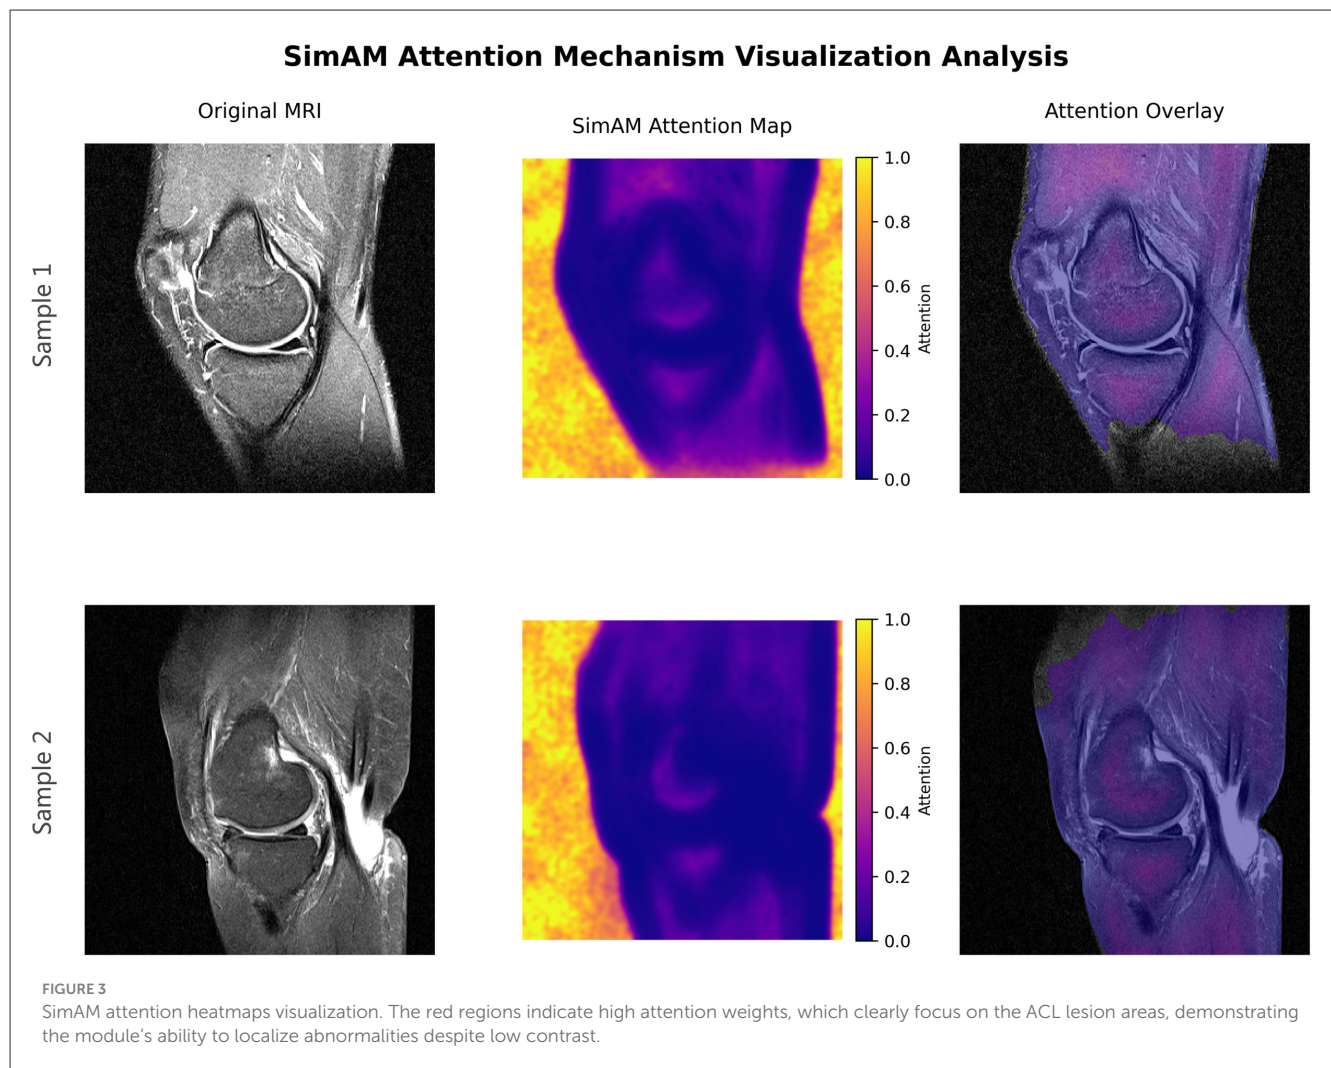 SimAM Attention Mechanism Visualization Analysis
Original MRI
SimAM Attention Map
Attention Overlay
Sample 1
1.0
0.8
0.6
0.4
0.2
0.0
Attention
Sample 2
1.0
0.8
0.6
0.4
0.2
0.0
Attention
FIGURE 3
SimAM attention heatmaps visualization. The red regions indicate high attention weights, which clearly focus on the ACL lesion areas, demonstrating
the module's ability to localize abnormalities despite low contrast.